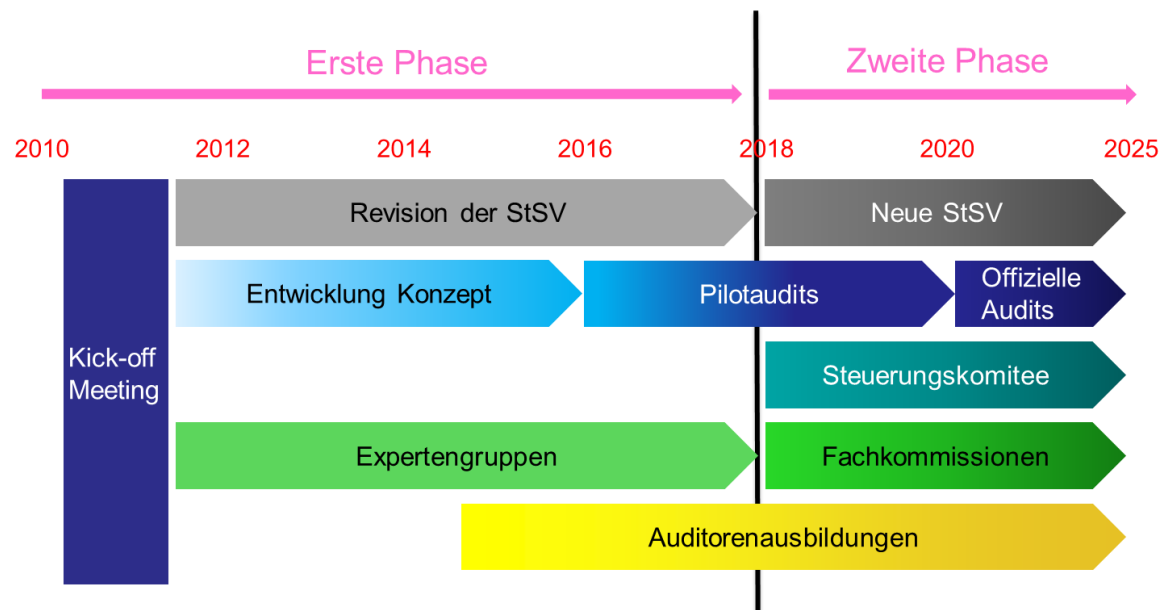 Erste Phase
Zweite Phase
2010 2012 2014 2016 2018 2020 2025
Revision der StSV
Neue StSV
Entwicklung Konzept
Pilotaudits
Offizielle
Audits
Kick-off
Meeting
Steuerungskomitee
Expertengruppen
Fachkommissionen
Auditorenausbildungen